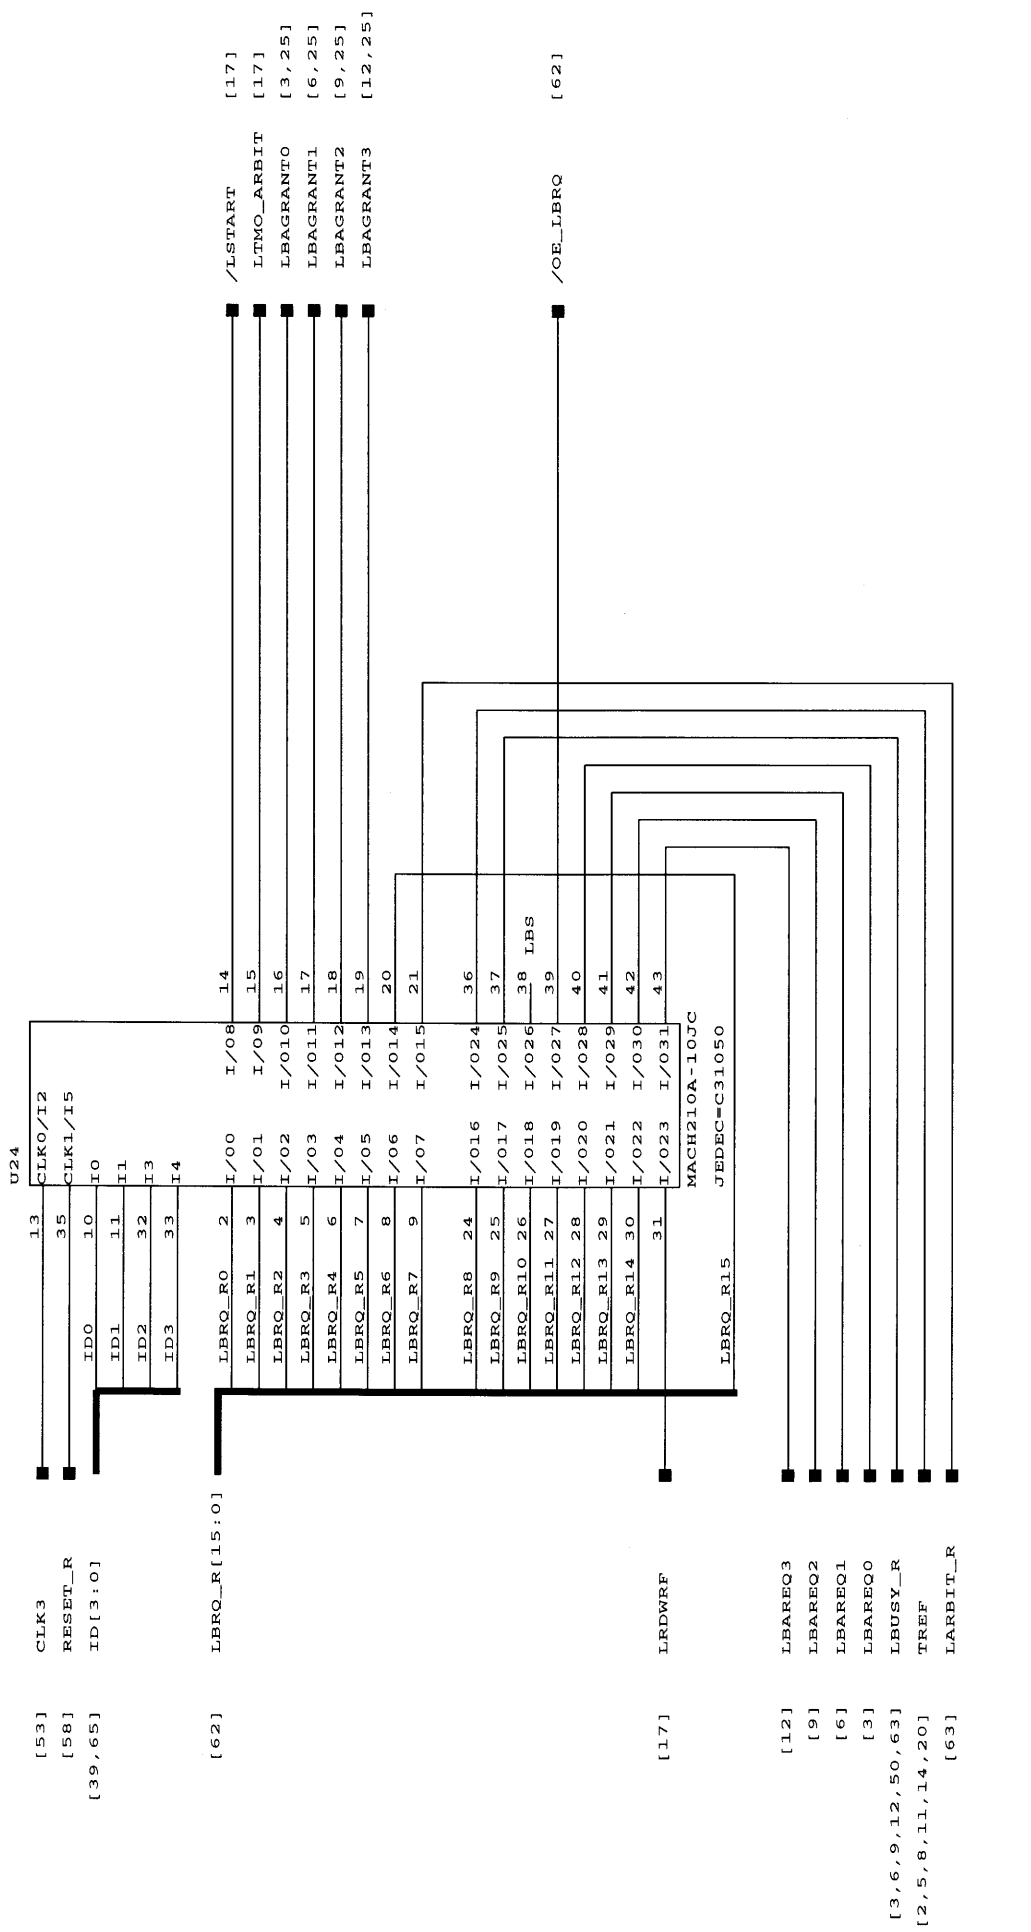 U24
[53] CLK3 13 CLK0/I2
[58] RESET_R 35 CLK1/I5
[39,65] ID[3:0] ID0 10 I0
ID1 11 I1
ID2 32 I3
ID3 33 I4
[62] LBRQ_R[15:0]
LBRQ_R0 2 I/O0 I/O8 14 /LSTART [17]
LBRQ_R1 3 I/O1 I/O9 15 LTMO_ARBIT [17]
LBRQ_R2 4 I/O2 I/O10 16 LBAGRANT0 [3,25]
LBRQ_R3 5 I/O3 I/O11 17 LBAGRANT1 [6,25]
LBRQ_R4 6 I/O4 I/O12 18 LBAGRANT2 [9,25]
LBRQ_R5 7 I/O5 I/O13 19 LBAGRANT3 [12,25]
LBRQ_R6 8 I/O6 I/O14 20
LBRQ_R7 9 I/O7 I/O15 21
LBRQ_R8 24 I/O16 I/O24 36
LBRQ_R9 25 I/O17 I/O25 37
LBRQ_R10 26 I/O18 I/O26 38 LBS
LBRQ_R11 27 I/O19 I/O27 39 /OE_LBRQ [62]
LBRQ_R12 28 I/O20 I/O28 40
LBRQ_R13 29 I/O21 I/O29 41
LBRQ_R14 30 I/O22 I/O30 42
[17] LRDWRF 31 I/O23 I/O31 43
MACH210A-10JC
JEDEC=C31050
LBRQ_R15
[12] LBAREQ3
[9] LBAREQ2
[6] LBAREQ1
[3] LBAREQ0
[3,6,9,12,50,63] LBUSY_R
[2,5,8,11,14,20] TREF
[63] LARBIT_R